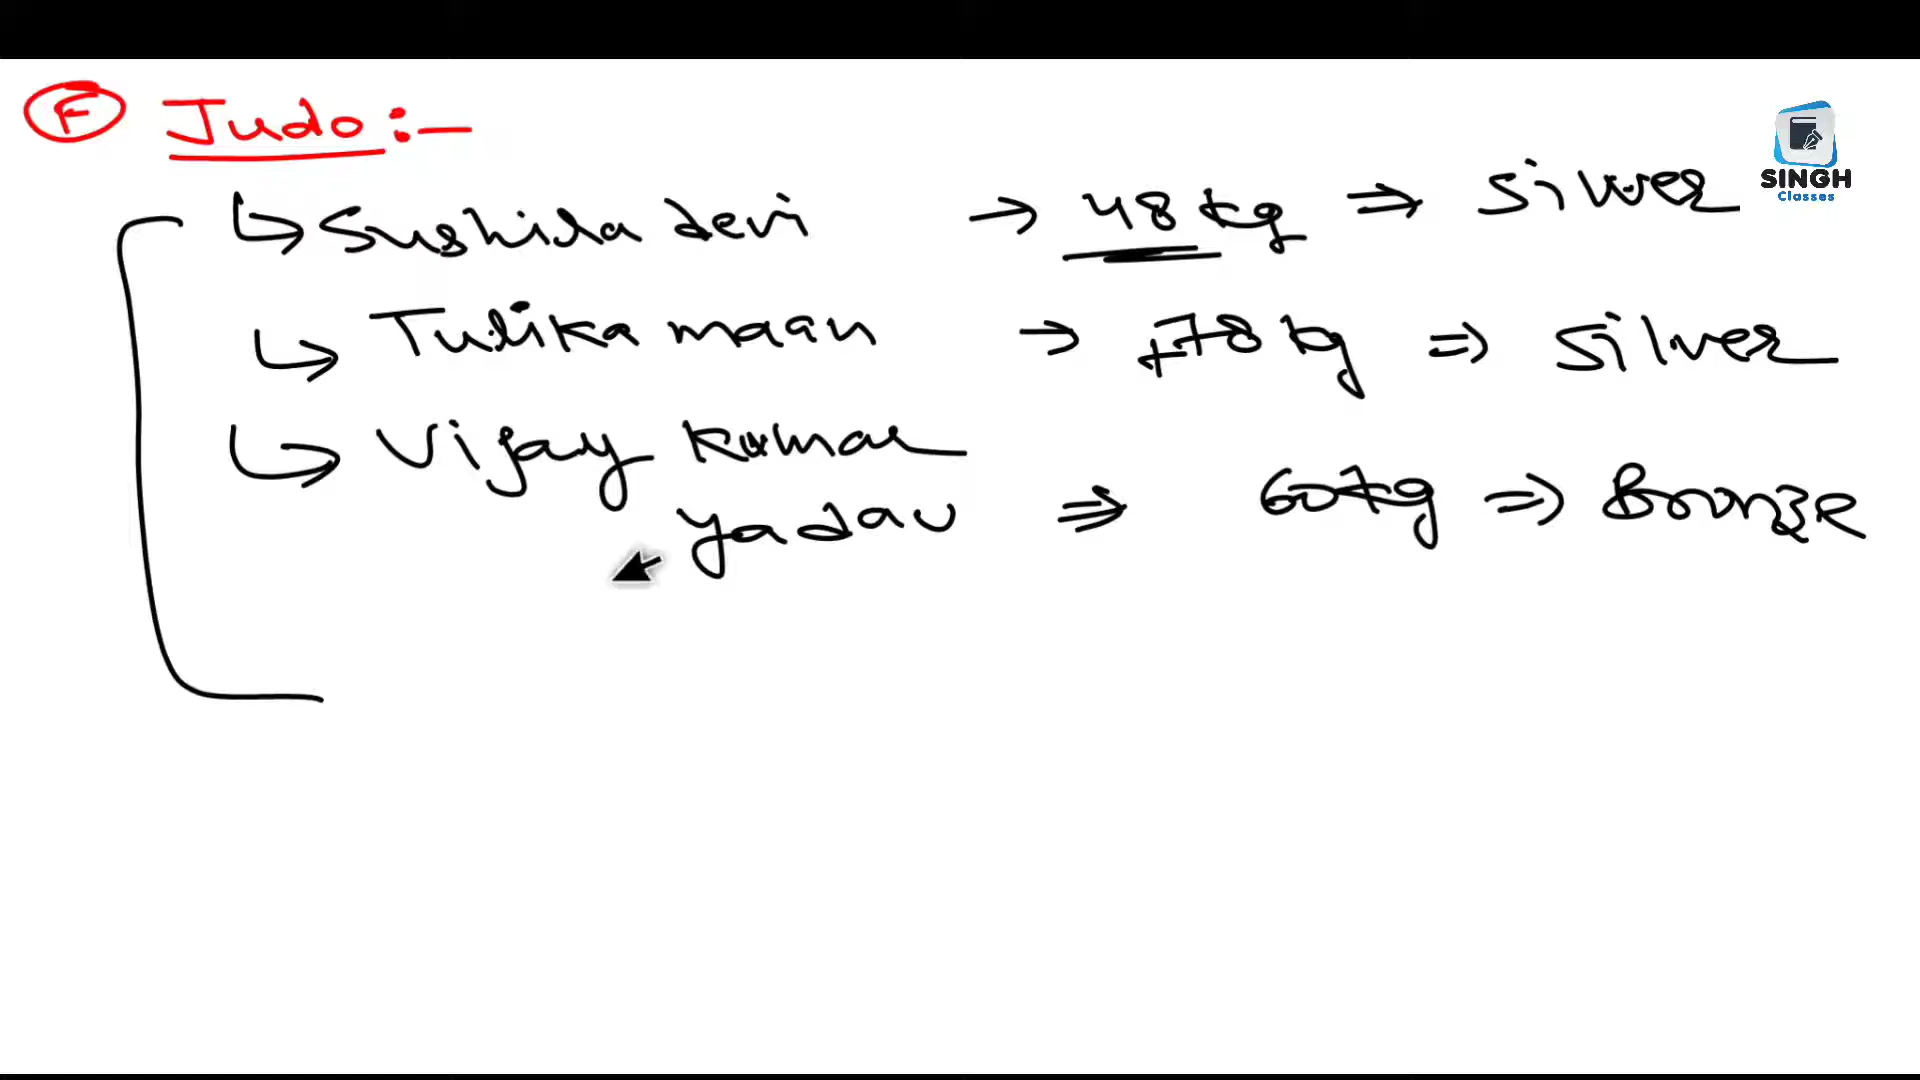 F Judo :-
SINGH
Classes
↳ Sushila devi → 48 kg ⇒ Silver
↳ Tulika maan → +78 kg ⇒ Silver
↳ Vijay kumar
yadav ⇒ 60 kg ⇒ Bronze